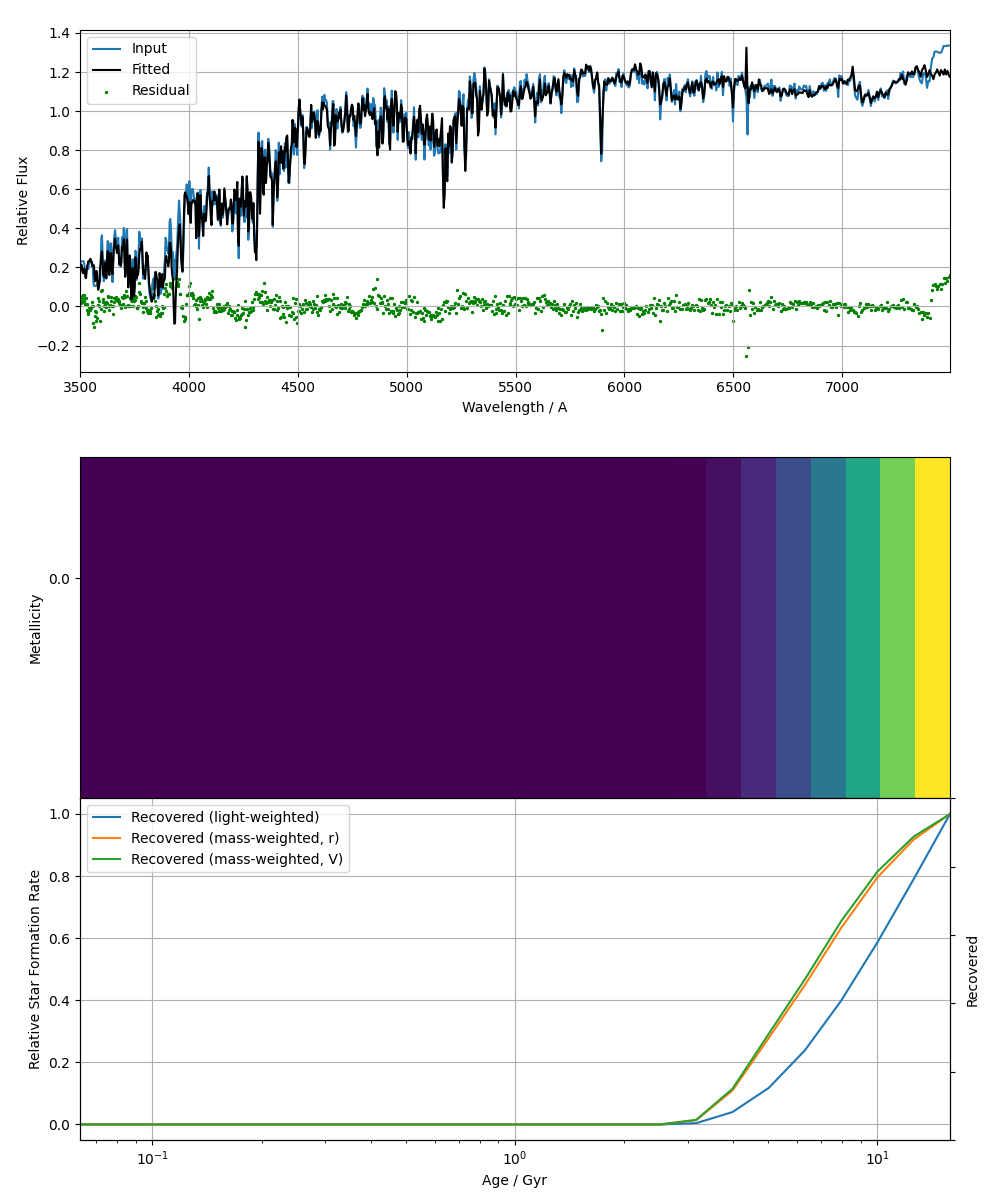 1.4
1.2
1.0
0.8
0.6
0.4
0.2
0.0
−0.2
Relative Flux
Input
Fitted
Residual
3500 4000 4500 5000 5500 6000 6500 7000
Wavelength / A
0.0
Metallicity
1.0
0.8
0.6
0.4
0.2
0.0
Relative Star Formation Rate
Recovered (light-weighted)
Recovered (mass-weighted, r)
Recovered (mass-weighted, V)
Recovered
10⁻¹ 10⁰ 10¹
Age / Gyr